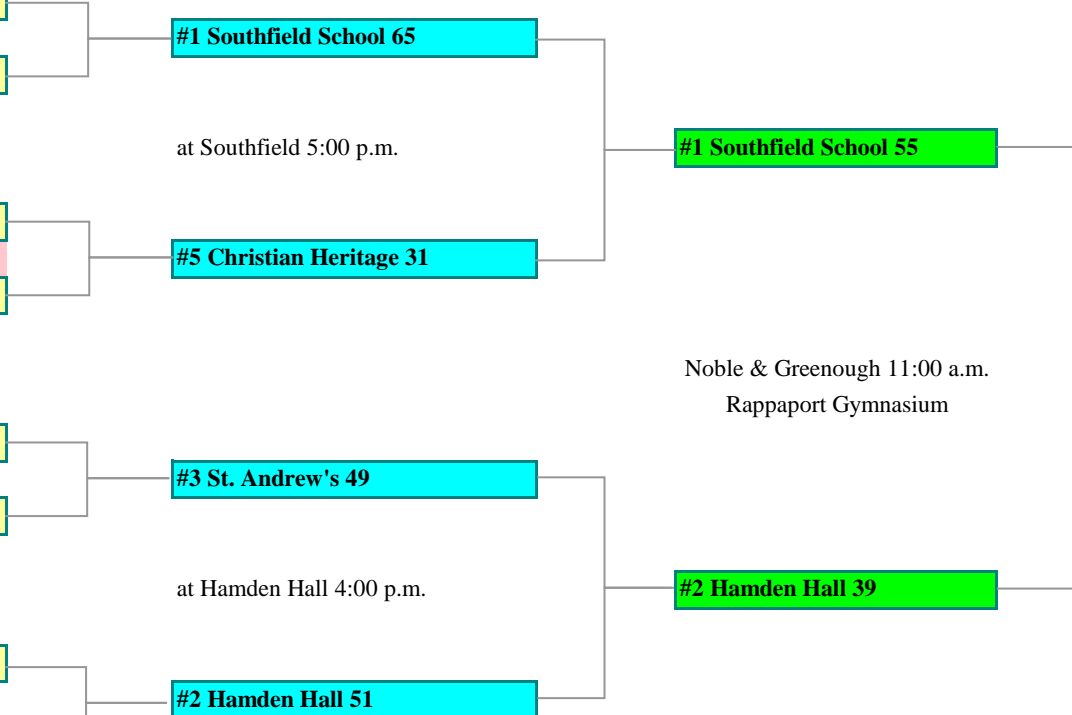 #1 Southfield School 65
at Southfield 5:00 p.m.
#1 Southfield School 55
#5 Christian Heritage 31
Noble & Greenough 11:00 a.m.
Rappaport Gymnasium
#3 St. Andrew's 49
at Hamden Hall 4:00 p.m.
#2 Hamden Hall 39
#2 Hamden Hall 51